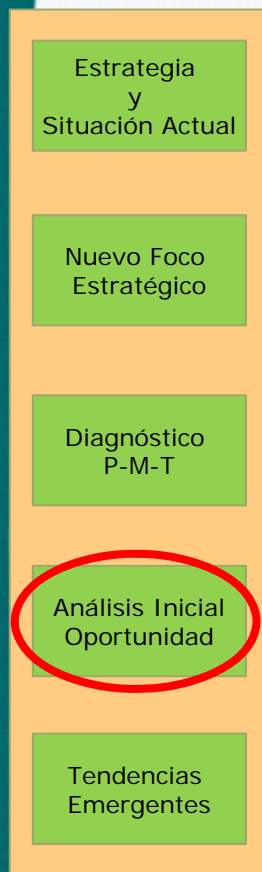 Estrategia
y
Situación Actual
Nuevo Foco
Estratégico
Diagnóstico
P-M-T
Análisis Inicial
Oportunidad
Tendencias
Emergentes